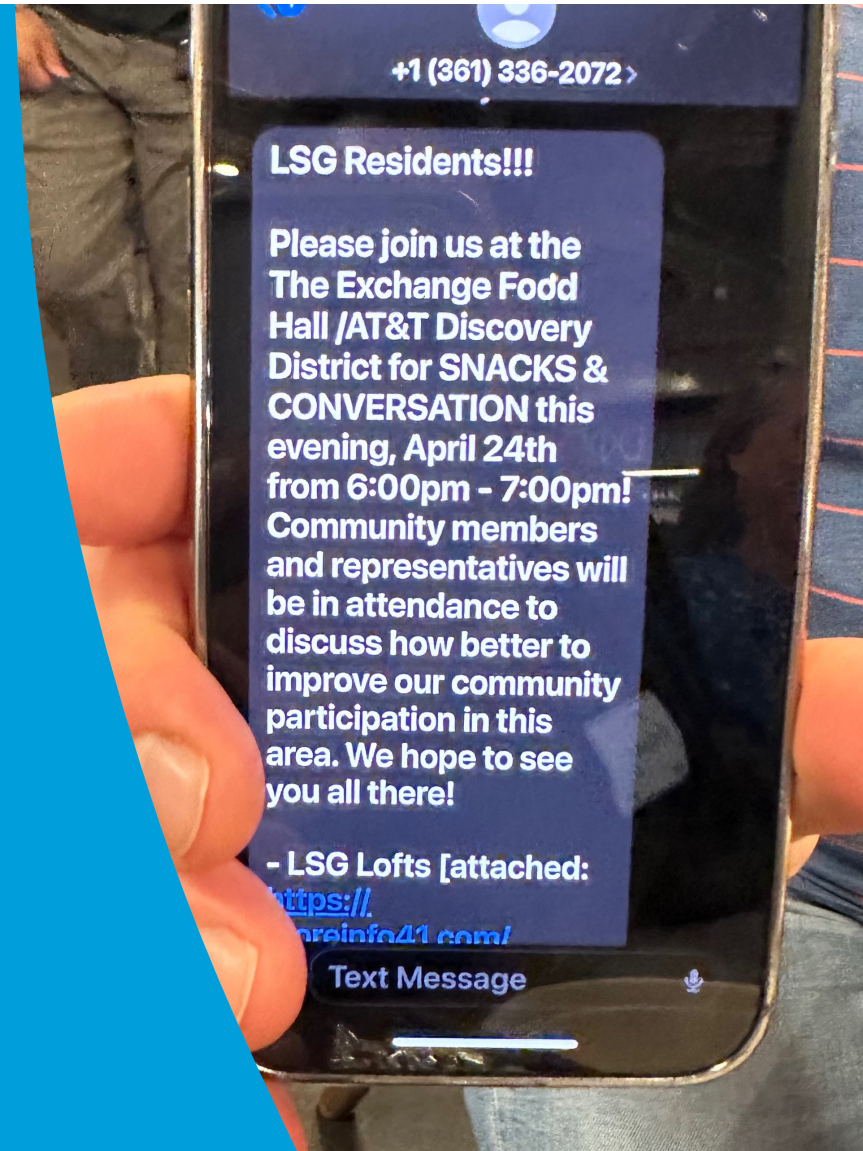 +1 (361) 336-2072 >
LSG Residents!!!
Please join us at the
The Exchange Fodd
Hall /AT&T Discovery
District for SNACKS &
CONVERSATION this
evening, April 24th
from 6:00pm - 7:00pm!
Community members
and representatives will
be in attendance to
discuss how better to
improve our community
participation in this
area. We hope to see
you all there!
- LSG Lofts [attached:
https://
oreinfo41.com/
Text Message